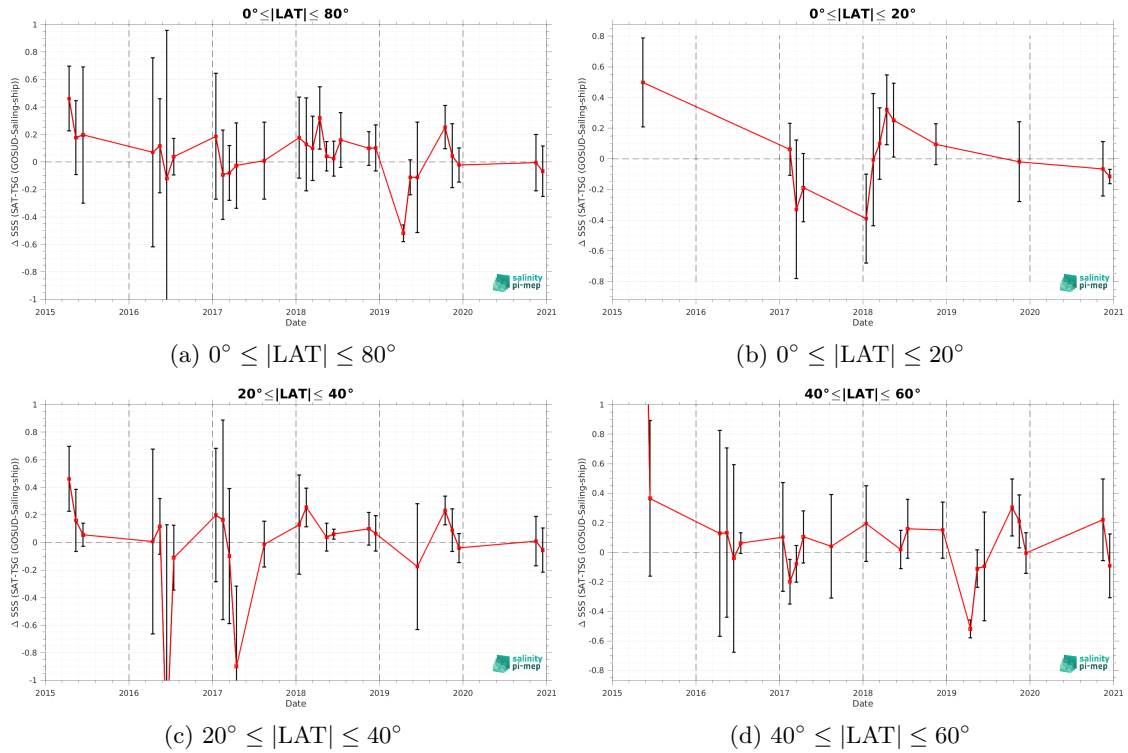 0°≤|LAT|≤ 80°
Δ SSS (SAT-TSG (GOSUD-Sailing-ship))
1
0.8
0.6
0.4
0.2
0
-0.2
-0.4
-0.6
-0.8
-1
2015 2016 2017 2018 2019 2020 2021
Date
salinity
pi-mep
(a) 0° ≤ |LAT| ≤ 80°
0°≤|LAT|≤ 20°
Δ SSS (SAT-TSG (GOSUD-Sailing-ship))
0.8
0.6
0.4
0.2
0
-0.2
-0.4
-0.6
-0.8
2015 2016 2017 2018 2019 2020 2021
Date
salinity
pi-mep
(b) 0° ≤ |LAT| ≤ 20°
20°≤|LAT|≤ 40°
Δ SSS (SAT-TSG (GOSUD-Sailing-ship))
1
0.8
0.6
0.4
0.2
0
-0.2
-0.4
-0.6
-0.8
-1
2015 2016 2017 2018 2019 2020 2021
Date
salinity
pi-mep
(c) 20° ≤ |LAT| ≤ 40°
40°≤|LAT|≤ 60°
Δ SSS (SAT-TSG (GOSUD-Sailing-ship))
1
0.8
0.6
0.4
0.2
0
-0.2
-0.4
-0.6
-0.8
2015 2016 2017 2018 2019 2020 2021
Date
salinity
pi-mep
(d) 40° ≤ |LAT| ≤ 60°